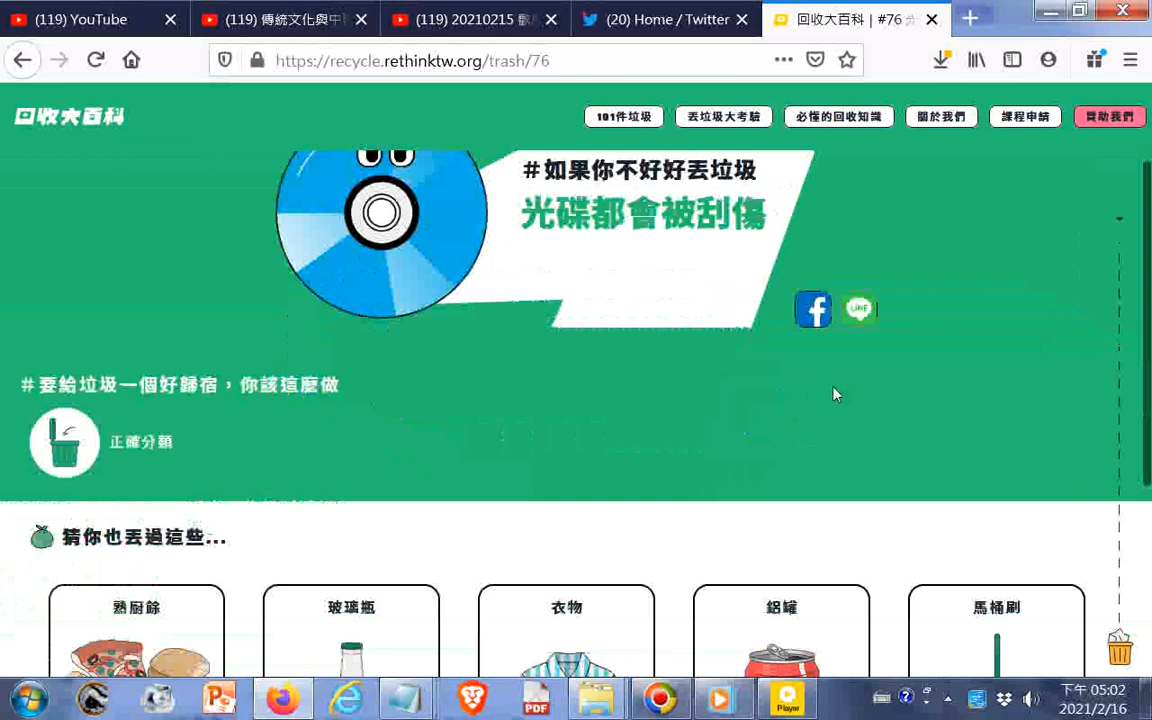 (119) YouTube
(119) 傳統文化與中
(119) 20210215
(20) Home / Twitter
回收大百科 | #76
https://recycle.rethinktw.org/trash/76
回收大百科
101件垃圾
丟垃圾大考驗
必懂的回收知識
關於我們
課程申請
贊助我們
#如果你不好好丟垃圾
光碟都會被刮傷
LINE
#要給垃圾一個好歸宿，你該這麼做
正確分類
猜你也丟過這些...
熟廚餘
玻璃瓶
衣物
鋁罐
馬桶刷
PDF
Player
下午 05:02
2021/2/16